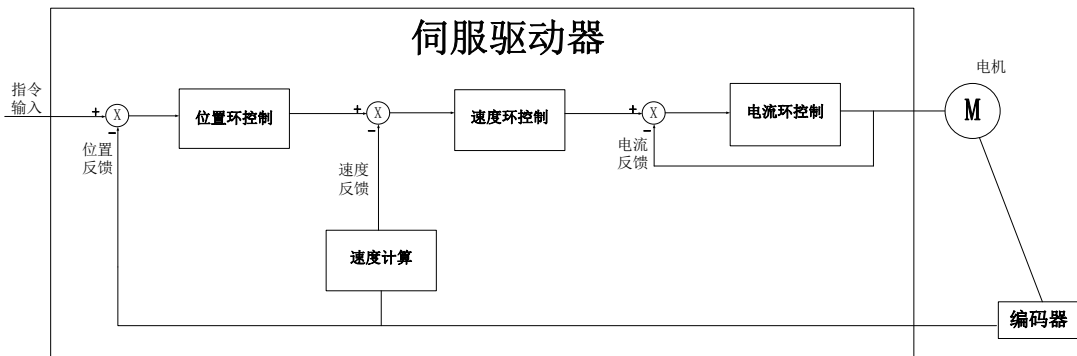 伺服驱动器
指令
输入
+
X
-
位置
反馈
位置环控制
+
X
-
速度
反馈
速度环控制
+
X
-
电流
反馈
电流环控制
电机
M
速度计算
编码器